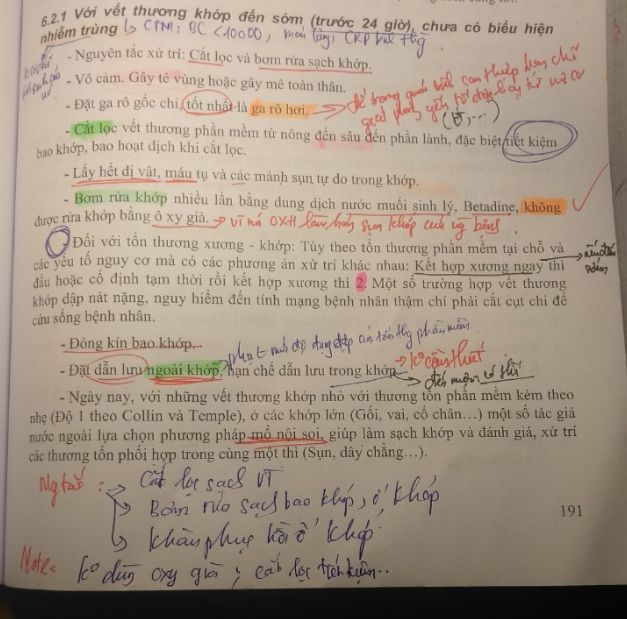 6.2.1 Với vết thương khớp đến sớm (trước 24 giờ), chưa có biểu hiện
nhiễm trùng CTM: BC <10000, CRP
- Nguyên tắc xử trí: Cắt lọc và bơm rửa sạch khớp.
- Vô cảm. Gây tê vùng hoặc gây mê toàn thân.
- Đặt ga rô gốc chi, tốt nhất là ga rô hơi.
- Cắt lọc vết thương phần mềm từ nông đến sâu đến phần lành, đặc biệt tiết kiệm
bao khớp, bao hoạt dịch khi cắt lọc.
- Lấy hết dị vật, máu tụ và các mảnh sụn tự do trong khớp.
- Bơm rửa khớp nhiều lần bằng dung dịch nước muối sinh lý, Betadine, không
được rửa khớp bằng ô xy già. → vì nó OXH làm hỏng sụn khớp của ng bệnh
Đối với tổn thương xương - khớp: Tùy theo tổn thương phần mềm tại chỗ và
các yếu tố nguy cơ mà có các phương án xử trí khác nhau: Kết hợp xương ngay thì
đầu hoặc cố định tạm thời rồi kết hợp xương thì 2. Một số trường hợp vết thương
khớp dập nát nặng, nguy hiểm đến tính mạng bệnh nhân thậm chí phải cắt cụt chi để
cứu sống bệnh nhân.
- Đóng kín bao khớp.
- Đặt dẫn lưu ngoài khớp, hạn chế dẫn lưu trong khớp → k° cần thiết
- Ngày nay, với những vết thương khớp nhỏ với thương tổn phần mềm kèm theo
nhẹ (Độ 1 theo Collin và Temple), ở các khớp lớn (Gối, vai, cổ chân…) một số tác giả
nước ngoài lựa chọn phương pháp mổ nội soi, giúp làm sạch khớp và đánh giá, xử trí
các thương tổn phối hợp trong cùng một thì (Sụn, dây chằng…).
Ng tắc : → Cắt lọc sạch VT
→ Bơm rửa sạch bao khớp, ổ khớp
→ Khâu phục hồi ổ khớp
191
Note: k° dùng oxy già ; cắt lọc tiết kiệm..